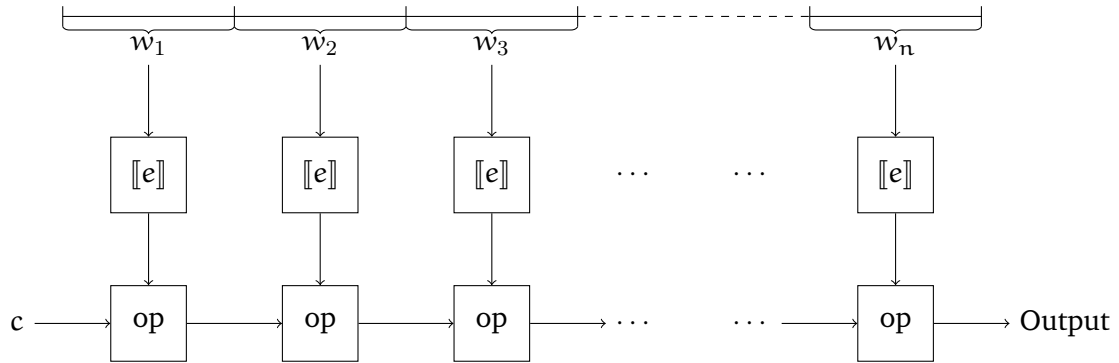 w₁ w₂ w₃ wₙ
⟦e⟧ ⟦e⟧ ⟦e⟧ ··· ··· ⟦e⟧
c op op op ··· ··· op Output